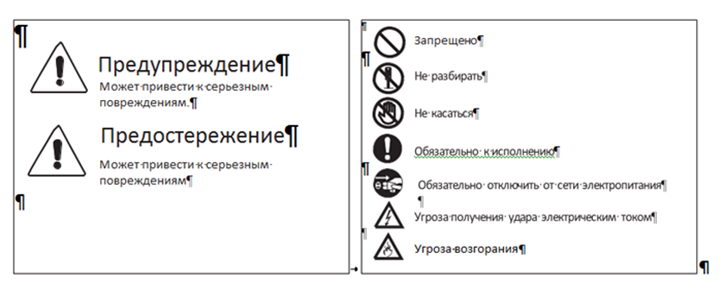 Предупреждение¶
Может привести к серьезным
повреждениям.¶
Предостережение¶
Может·привести·к·серьезным
повреждениям¶
Запрещено¶
Не·разбирать¶
Не·касаться¶
Обязательно·к·исполнению¶
Обязательно·отключить·от·сети·электропитания¶
Угроза·получения·удара·электрическим·током¶
Угроза·возгорания¶